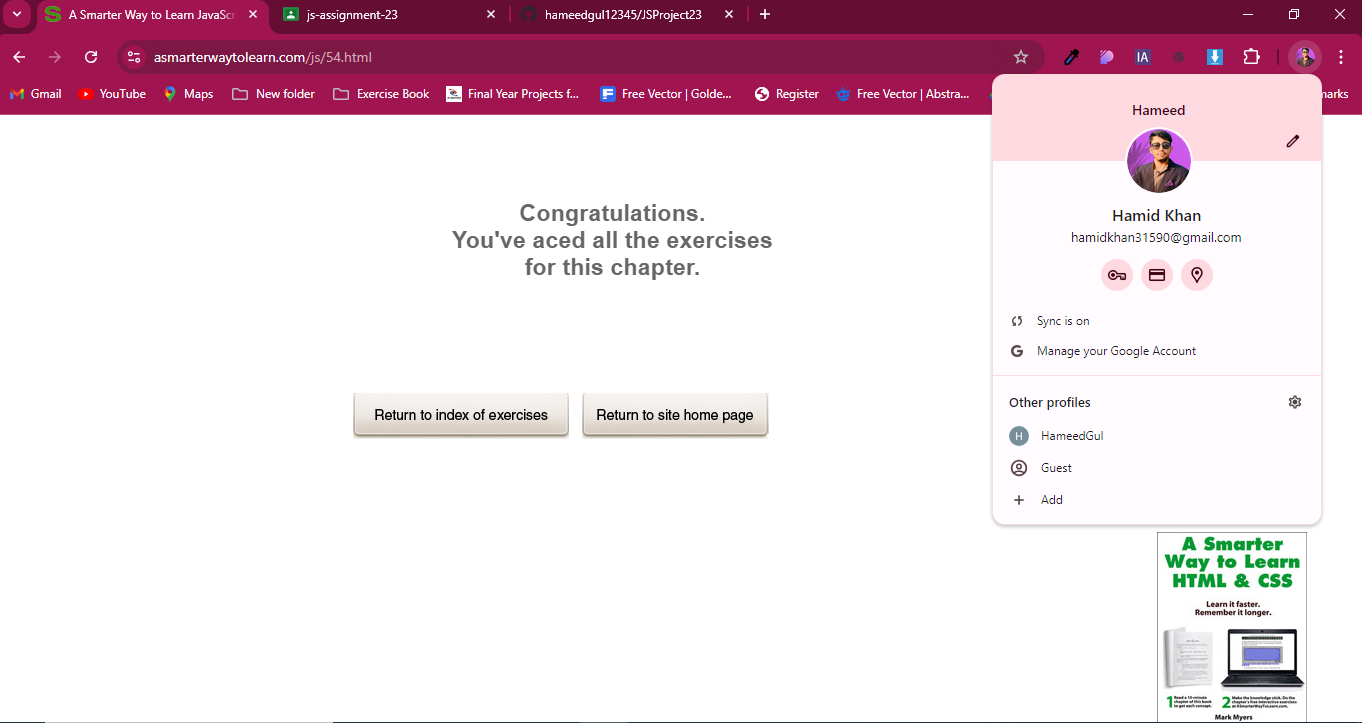 A Smarter Way to Learn JavaScr
js-assignment-23
hameedgul12345/JSProject23
asmarterwaytolearn.com/js/54.html
IA
Gmail
YouTube
Maps
New folder
Exercise Book
Final Year Projects f...
Free Vector | Golde...
Register
Free Vector | Abstra...
marks
Congratulations.
You've aced all the exercises
for this chapter.
Return to index of exercises
Return to site home page
Hameed
Hamid Khan
hamidkhan31590@gmail.com
Sync is on
Manage your Google Account
Other profiles
H
HameedGul
Guest
Add
A Smarter
Way to Learn
HTML & CSS
Learn it faster.
Remember it longer.
1 Read a 10-minute
chapter of this book
to get each concept.
2 Make the knowledge stick. Do the
chapter's free interactive exercises
at ASmarterWayToLearn.com.
Mark Myers